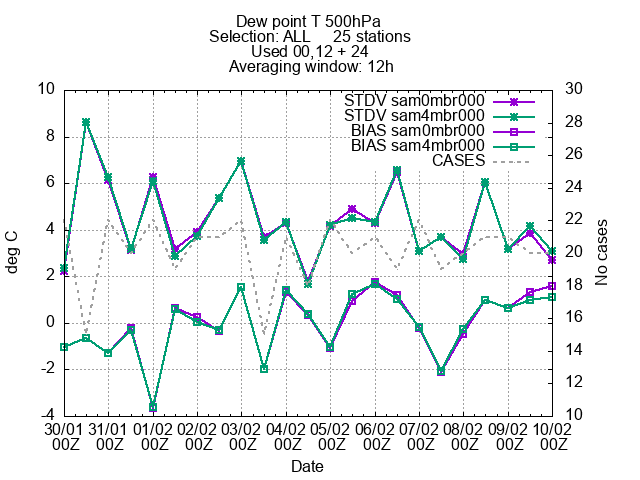 Dew point T 500hPa
Selection: ALL 25 stations
Used 00,12 + 24
Averaging window: 12h
STDV sam0mbr000
STDV sam4mbr000
BIAS sam0mbr000
BIAS sam4mbr000
CASES
10
8
6
4
2
0
-2
-4
deg C
30
28
26
24
22
20
18
16
14
12
10
No cases
30/01 31/01 01/02 02/02 03/02 04/02 05/02 06/02 07/02 08/02 09/02 10/02
00Z 00Z 00Z 00Z 00Z 00Z 00Z 00Z 00Z 00Z 00Z 00Z
Date